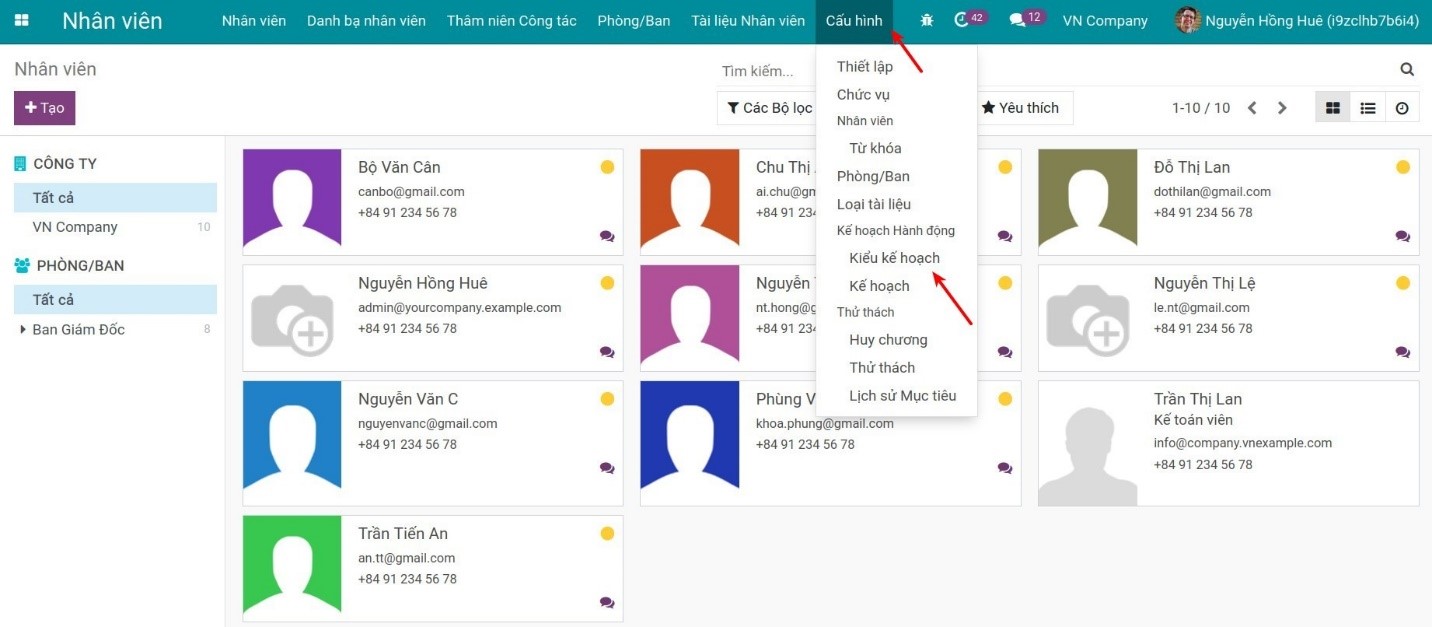 Nhân viên
Nhân viên Danh bạ nhân viên Thâm niên Công tác Phòng/Ban Tài liệu Nhân viên Cấu hình 42 12 VN Company Nguyễn Hồng Huê (i9zclhb7b6i4)
Nhân viên
Tìm kiếm...
Tạo
Các Bộ lọc
Yêu thích
1-10 / 10
Thiết lập
Chức vụ
Nhân viên
Từ khóa
Phòng/Ban
Loại tài liệu
Kế hoạch Hành động
Kiểu kế hoạch
Kế hoạch
Thử thách
Huy chương
Thử thách
Lịch sử Mục tiêu
CÔNG TY
Tất cả
VN Company 10
PHÒNG/BAN
Tất cả
Ban Giám Đốc 8
Bộ Văn Cân
canbo@gmail.com
+84 91 234 56 78
Chu Thị
ai.chu@gm
+84 91 234
Đỗ Thị Lan
dothilan@gmail.com
+84 91 234 56 78
Nguyễn Hồng Huê
admin@yourcompany.example.com
+84 91 234 56 78
Nguyễn
nt.hong@g
+84 91 234
Nguyễn Thị Lệ
le.nt@gmail.com
+84 91 234 56 78
Nguyễn Văn C
nguyenvanc@gmail.com
+84 91 234 56 78
Phùng V
khoa.phung@gmail.com
+84 91 234 56 78
Trần Thị Lan
Kế toán viên
info@company.vnexample.com
+84 91 234 56 78
Trần Tiến An
an.tt@gmail.com
+84 91 234 56 78